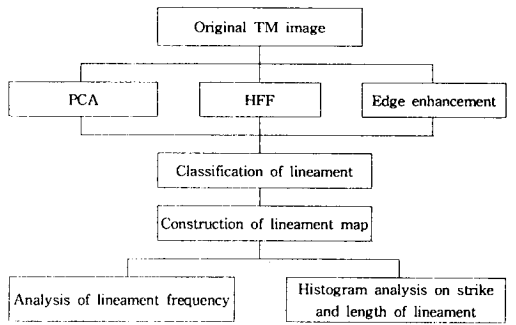 Original TM image
PCA
HFF
Edge enhancement
Classification of lineament
Construction of lineament map
Analysis of lineament frequency
Histogram analysis on strike
and length of lineament